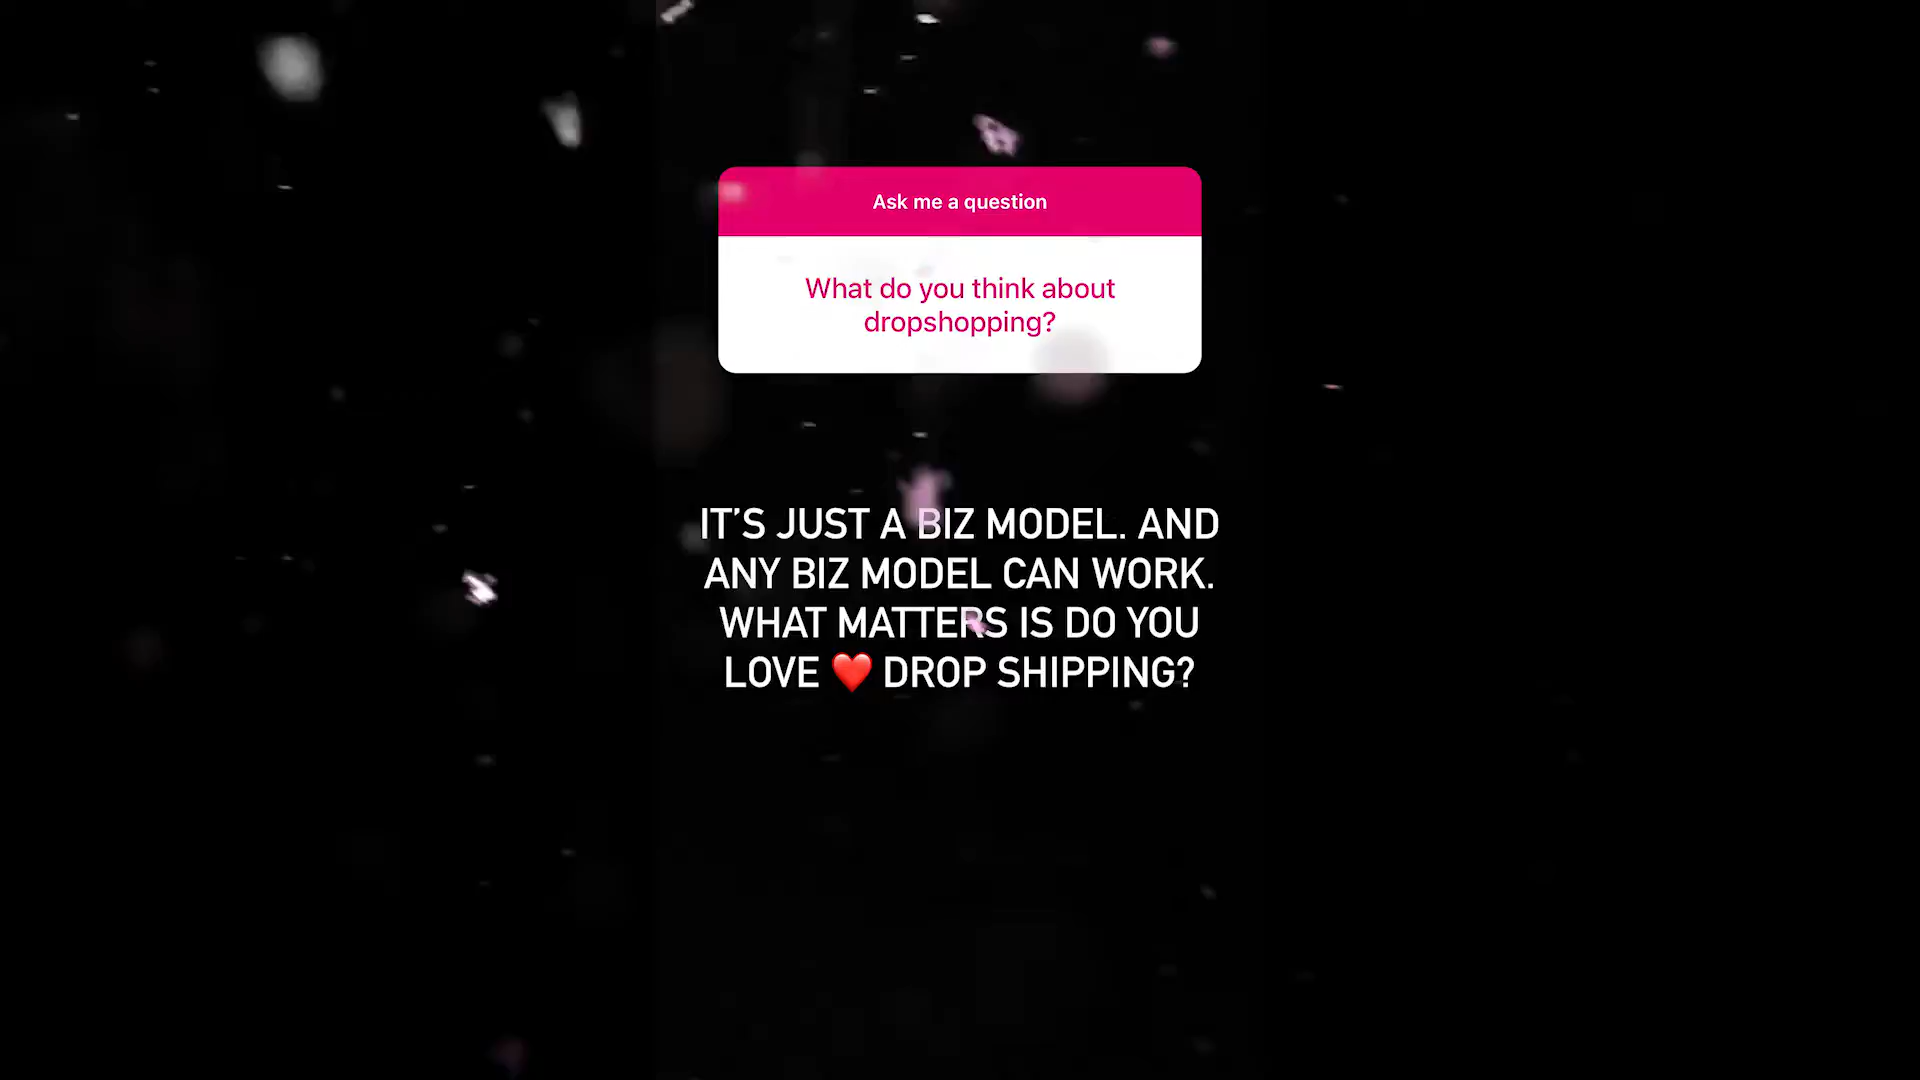 Ask me a question
What do you think about
dropshopping?
IT’S JUST A BIZ MODEL. AND
ANY BIZ MODEL CAN WORK.
WHAT MATTERS IS DO YOU
LOVE ❤️ DROP SHIPPING?